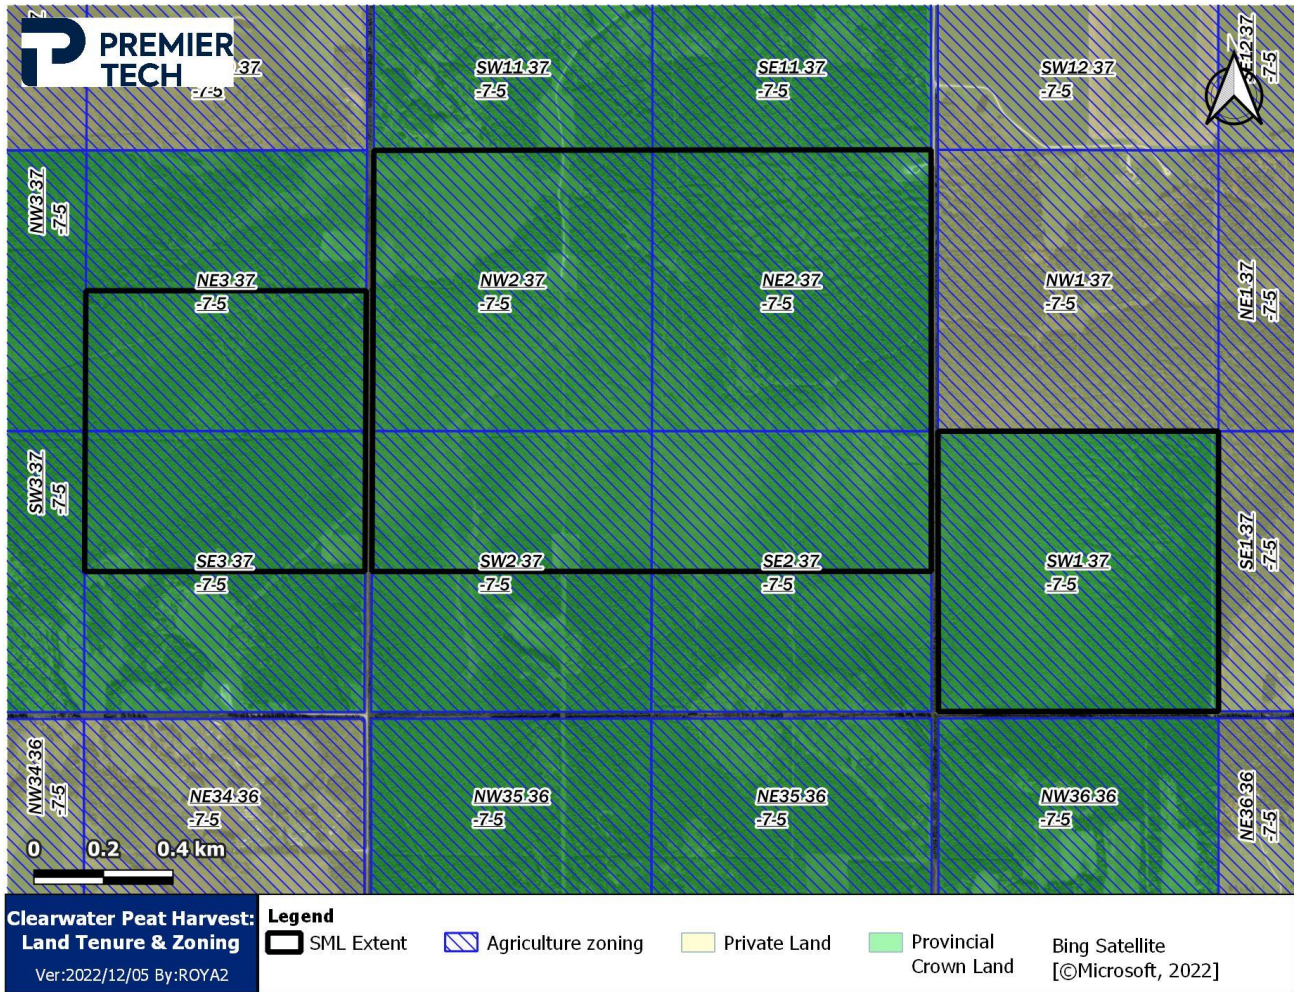 PREMIER
TECH
37
-7-5
SW11 37
-7-5
SE11 37
-7-5
SW12 37
-7-5
SE12 37
-7-5
NW3 37
-7-5
NE3 37
-7-5
NW2 37
-7-5
NE2 37
-7-5
NW1 37
-7-5
NE1 37
-7-5
SW3 37
-7-5
SE3 37
-7-5
SW2 37
-7-5
SE2 37
-7-5
SW1 37
-7-5
SE1 37
-7-5
NW34 36
-7-5
NE34 36
-7-5
NW35 36
-7-5
NE35 36
-7-5
NW36 36
-7-5
NE36 36
-7-5
0 0.2 0.4 km
Clearwater Peat Harvest:
Land Tenure & Zoning
Ver:2022/12/05 By:ROYA2
Legend
SML Extent
Agriculture zoning
Private Land
Provincial
Crown Land
Bing Satellite
[©Microsoft, 2022]